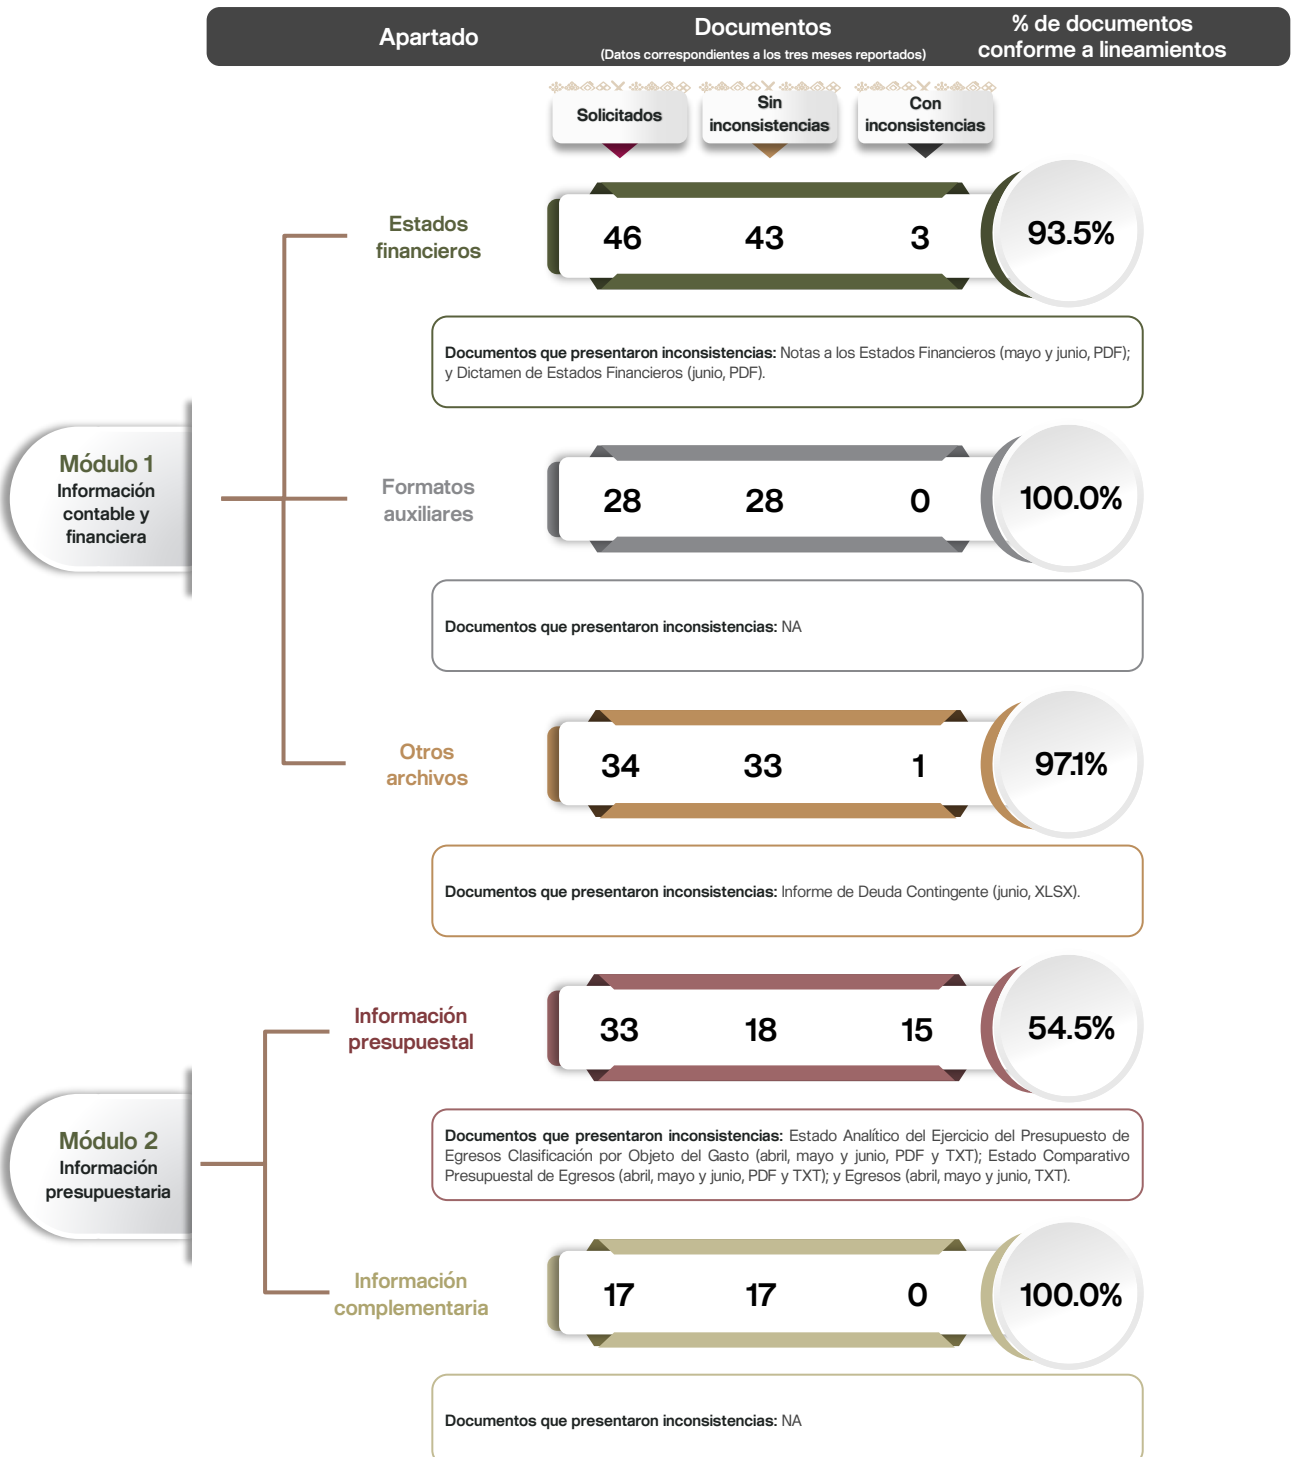 Apartado
Documentos
(Datos correspondientes a los tres meses reportados)
% de documentos
conforme a lineamientos
Solicitados
Sin
inconsistencias
Con
inconsistencias
Módulo 1
Información
contable y
financiera
Estados
financieros
46 43 3 93.5%
Documentos que presentaron inconsistencias: Notas a los Estados Financieros (mayo y junio, PDF);
y Dictamen de Estados Financieros (junio, PDF).
Formatos
auxiliares
28 28 0 100.0%
Documentos que presentaron inconsistencias: NA
Otros
archivos
34 33 1 97.1%
Documentos que presentaron inconsistencias: Informe de Deuda Contingente (junio, XLSX).
Módulo 2
Información
presupuestaria
Información
presupuestal
33 18 15 54.5%
Documentos que presentaron inconsistencias: Estado Analítico del Ejercicio del Presupuesto de
Egresos Clasificación por Objeto del Gasto (abril, mayo y junio, PDF y TXT); Estado Comparativo
Presupuestal de Egresos (abril, mayo y junio, PDF y TXT); y Egresos (abril, mayo y junio, TXT).
Información
complementaria
17 17 0 100.0%
Documentos que presentaron inconsistencias: NA